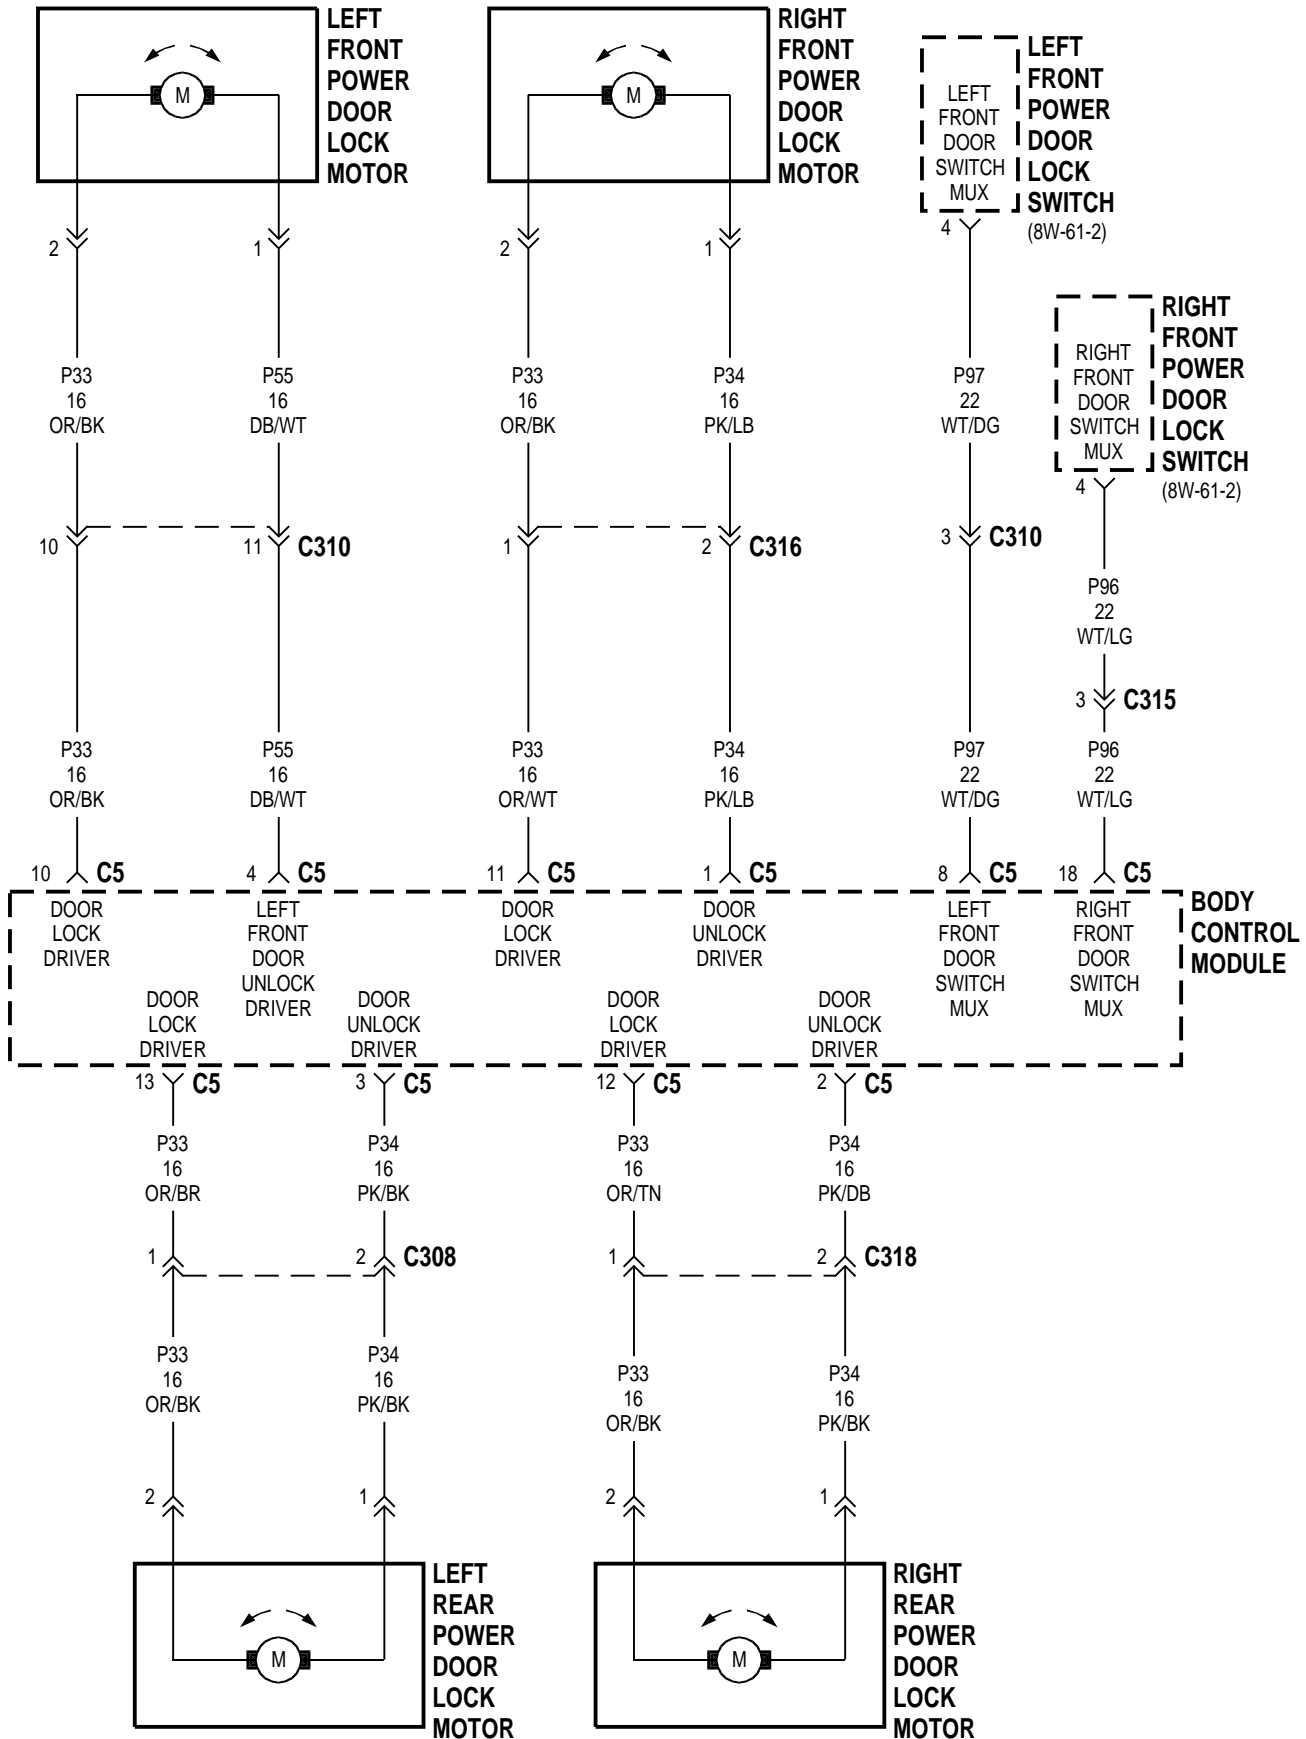 LEFT
FRONT
POWER
DOOR
LOCK
MOTOR
M
RIGHT
FRONT
POWER
DOOR
LOCK
MOTOR
M
LEFT
FRONT
POWER
DOOR
LOCK
SWITCH
(8W-61-2)
LEFT
FRONT
DOOR
SWITCH
MUX
4
2
1
2
1
RIGHT
FRONT
POWER
DOOR
LOCK
SWITCH
(8W-61-2)
RIGHT
FRONT
DOOR
SWITCH
MUX
4
P33
16
OR/BK
P55
16
DB/WT
P33
16
OR/BK
P34
16
PK/LB
P97
22
WT/DG
10
11
C310
1
2
C316
3
C310
P96
22
WT/LG
3
C315
P33
16
OR/BK
P55
16
DB/WT
P33
16
OR/WT
P34
16
PK/LB
P97
22
WT/DG
P96
22
WT/LG
10
C5
4
C5
11
C5
1
C5
8
C5
18
C5
BODY
CONTROL
MODULE
DOOR
LOCK
DRIVER
LEFT
FRONT
DOOR
UNLOCK
DRIVER
DOOR
LOCK
DRIVER
DOOR
UNLOCK
DRIVER
LEFT
FRONT
DOOR
SWITCH
MUX
RIGHT
FRONT
DOOR
SWITCH
MUX
DOOR
LOCK
DRIVER
DOOR
UNLOCK
DRIVER
DOOR
LOCK
DRIVER
DOOR
UNLOCK
DRIVER
13
C5
3
C5
12
C5
2
C5
P33
16
OR/BR
P34
16
PK/BK
P33
16
OR/TN
P34
16
PK/DB
1
2
C308
1
2
C318
P33
16
OR/BK
P34
16
PK/BK
P33
16
OR/BK
P34
16
PK/BK
2
1
2
1
LEFT
REAR
POWER
DOOR
LOCK
MOTOR
M
RIGHT
REAR
POWER
DOOR
LOCK
MOTOR
M